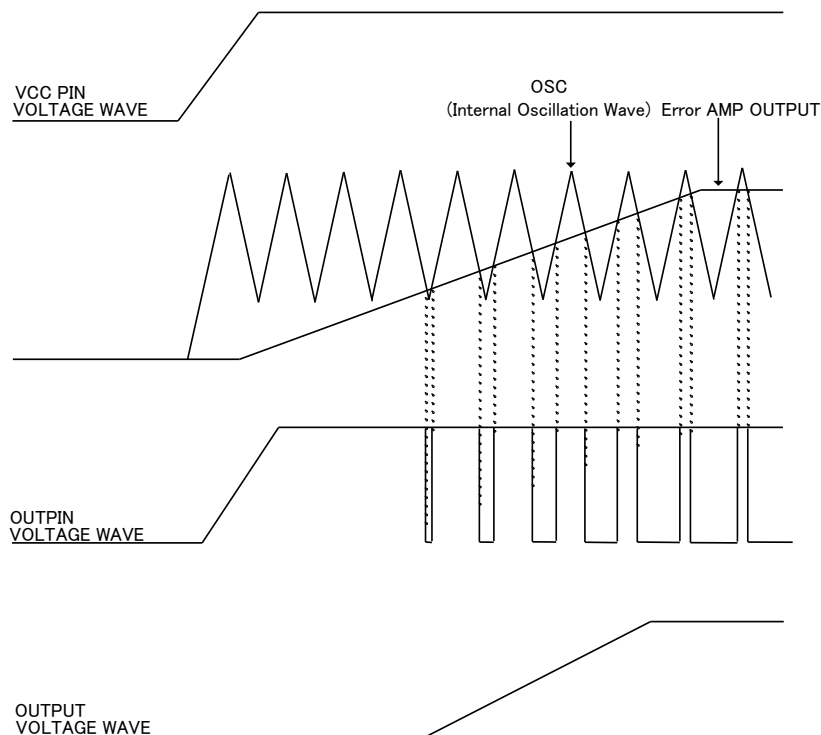 VCC PIN
VOLTAGE WAVE
OSC
(Internal Oscillation Wave) Error AMP OUTPUT
OUTPIN
VOLTAGE WAVE
OUTPUT
VOLTAGE WAVE